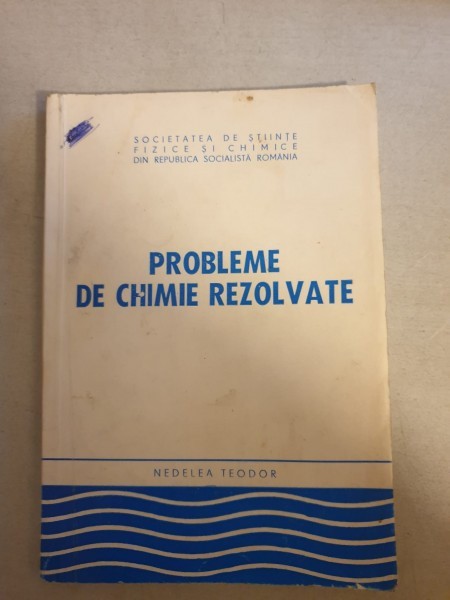 SOCIETATEA DE ȘTIINȚE
FIZICE ȘI CHIMICE
DIN REPUBLICA SOCIALISTĂ ROMÂNIA
PROBLEME
DE CHIMIE REZOLVATE
NEDELEA TEODOR